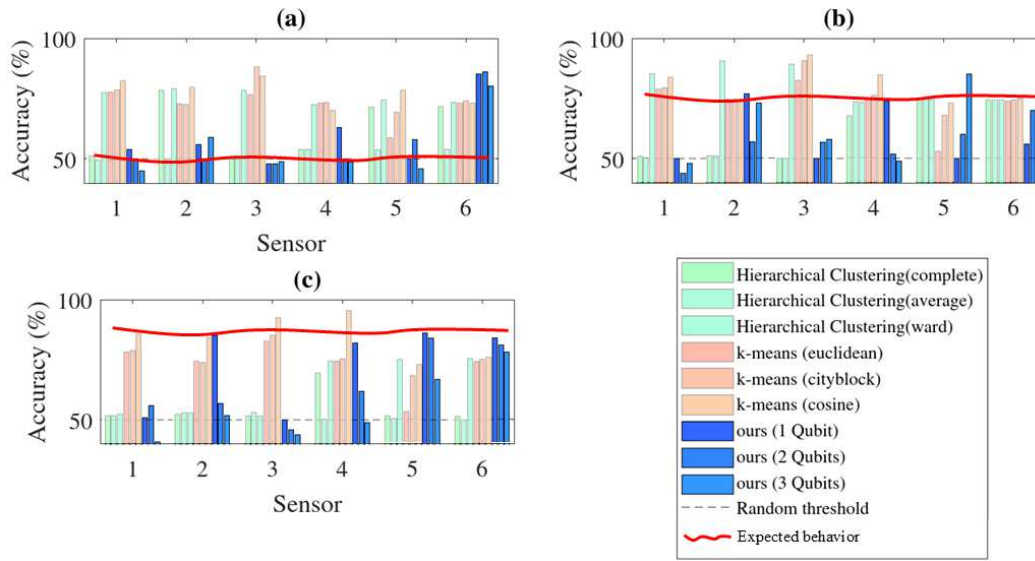 (a)
100
50
Accuracy (%)
1 2 3 4 5 6
Sensor
(b)
100
50
Accuracy (%)
1 2 3 4 5 6
(c)
100
50
Accuracy (%)
1 2 3 4 5 6
Sensor
Hierarchical Clustering(complete)
Hierarchical Clustering(average)
Hierarchical Clustering(ward)
k-means (euclidean)
k-means (cityblock)
k-means (cosine)
ours (1 Qubit)
ours (2 Qubits)
ours (3 Qubits)
Random threshold
Expected behavior